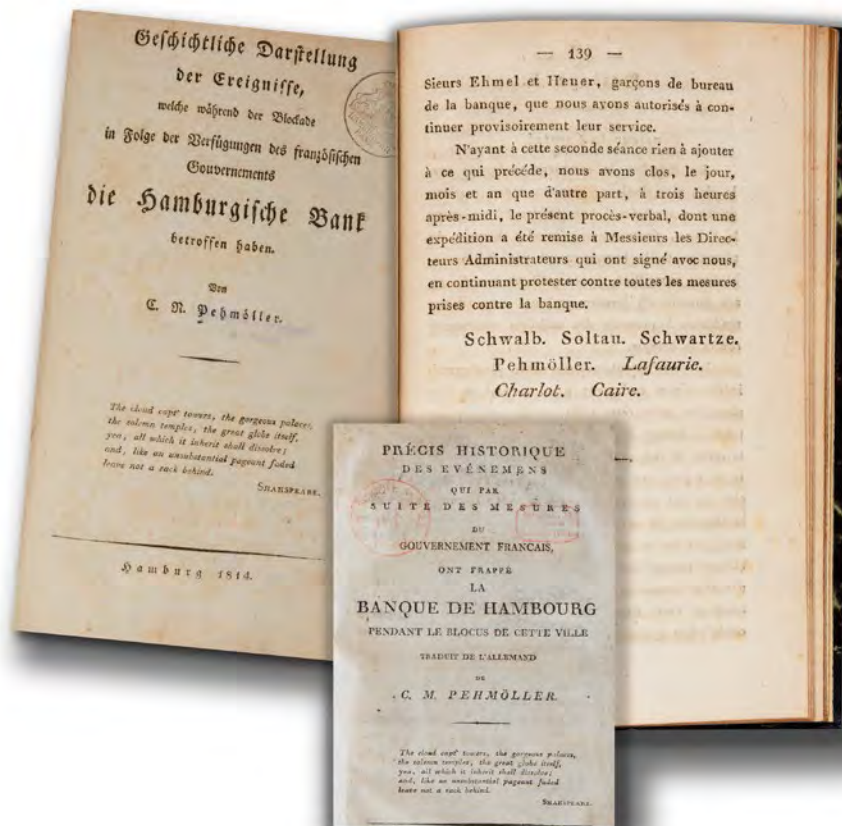 Geschichtliche Darstellung
der Ereignisse,
welche während der Blockade
in Folge der Verfügungen des französischen
Gouvernements
die Hamburgische Bank
betroffen haben.
Von
C. N. Pehmöller.
The cloud capt' towers, the gorgeous palaces,
the solemn temples, the great globe itself,
yea, all which it inherit shall dissolve;
and, like an unsubstantial pageant faded
leave not a rack behind.
SHAKSPEARE.
Hamburg 1814.
— 139 —
Sieurs Ehmel et Heuer, garçons de bureau
de la banque, que nous avons autorisés à con-
tinuer provisoirement leur service.
N'ayant à cette seconde séance rien à ajouter
à ce qui précéde, nous avons clos, le jour,
mois et an que d'autre part, à trois heures
après-midi, le présent procès-verbal, dont une
expédition a été remise à Messieurs les Direc-
teurs Administrateurs qui ont signé avec nous,
en continuant protester contre toutes les mesures
prises contre la banque.
Schwalb. Soltau. Schwartze.
Pehmöller. Lafaurie.
Charlot. Caire.
PRÉCIS HISTORIQUE
DES EVÉNEMENS
QUI PAR
SUITE DES MESURES
DU
GOUVERNEMENT FRANCAIS,
ONT FRAPPÉ
LA
BANQUE DE HAMBOURG
PENDANT LE BLOCUS DE CETTE VILLE
TRADUIT DE L'ALLEMAND
DE
C. M. PEHMÖLLER.
The cloud capt' towers, the gorgeous palaces,
the solemn temples, the great globe itself,
yea, all which it inherit shall dissolve;
and, like an unsubstantial pageant faded
leave not a rack behind.
SHAKSPEARE.